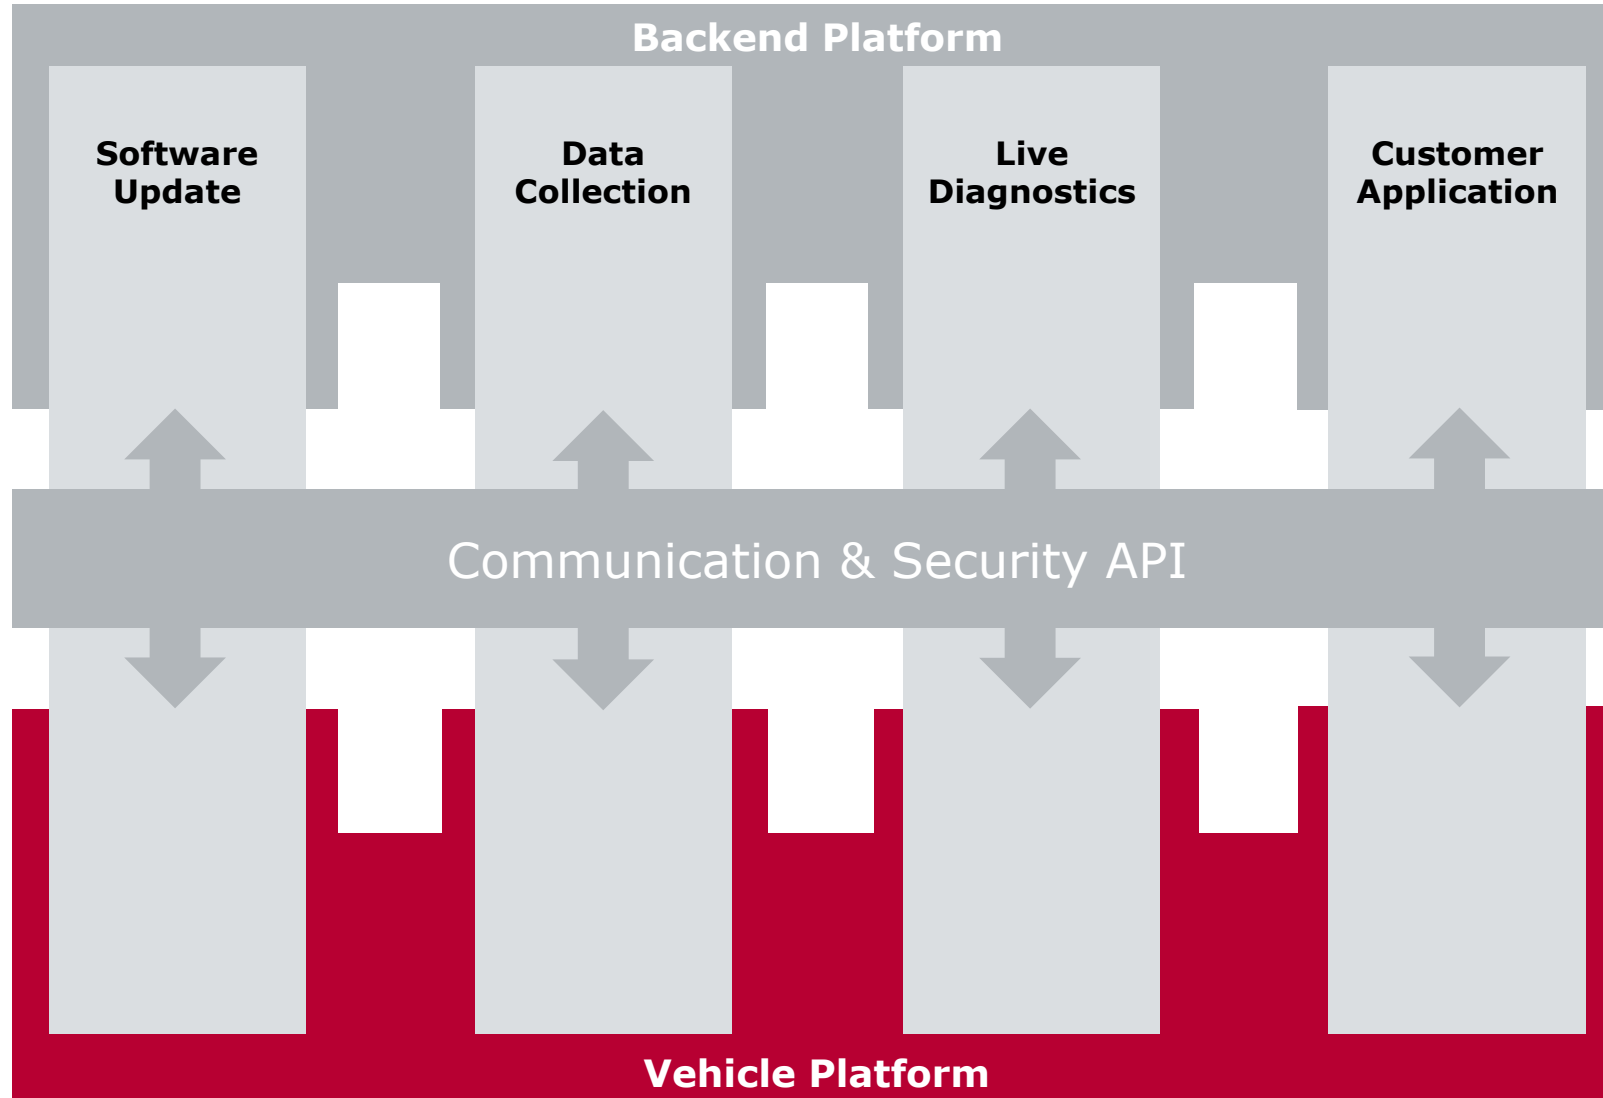 Backend Platform
Software
Update
Data
Collection
Live
Diagnostics
Customer
Application
Communication & Security API
Vehicle Platform